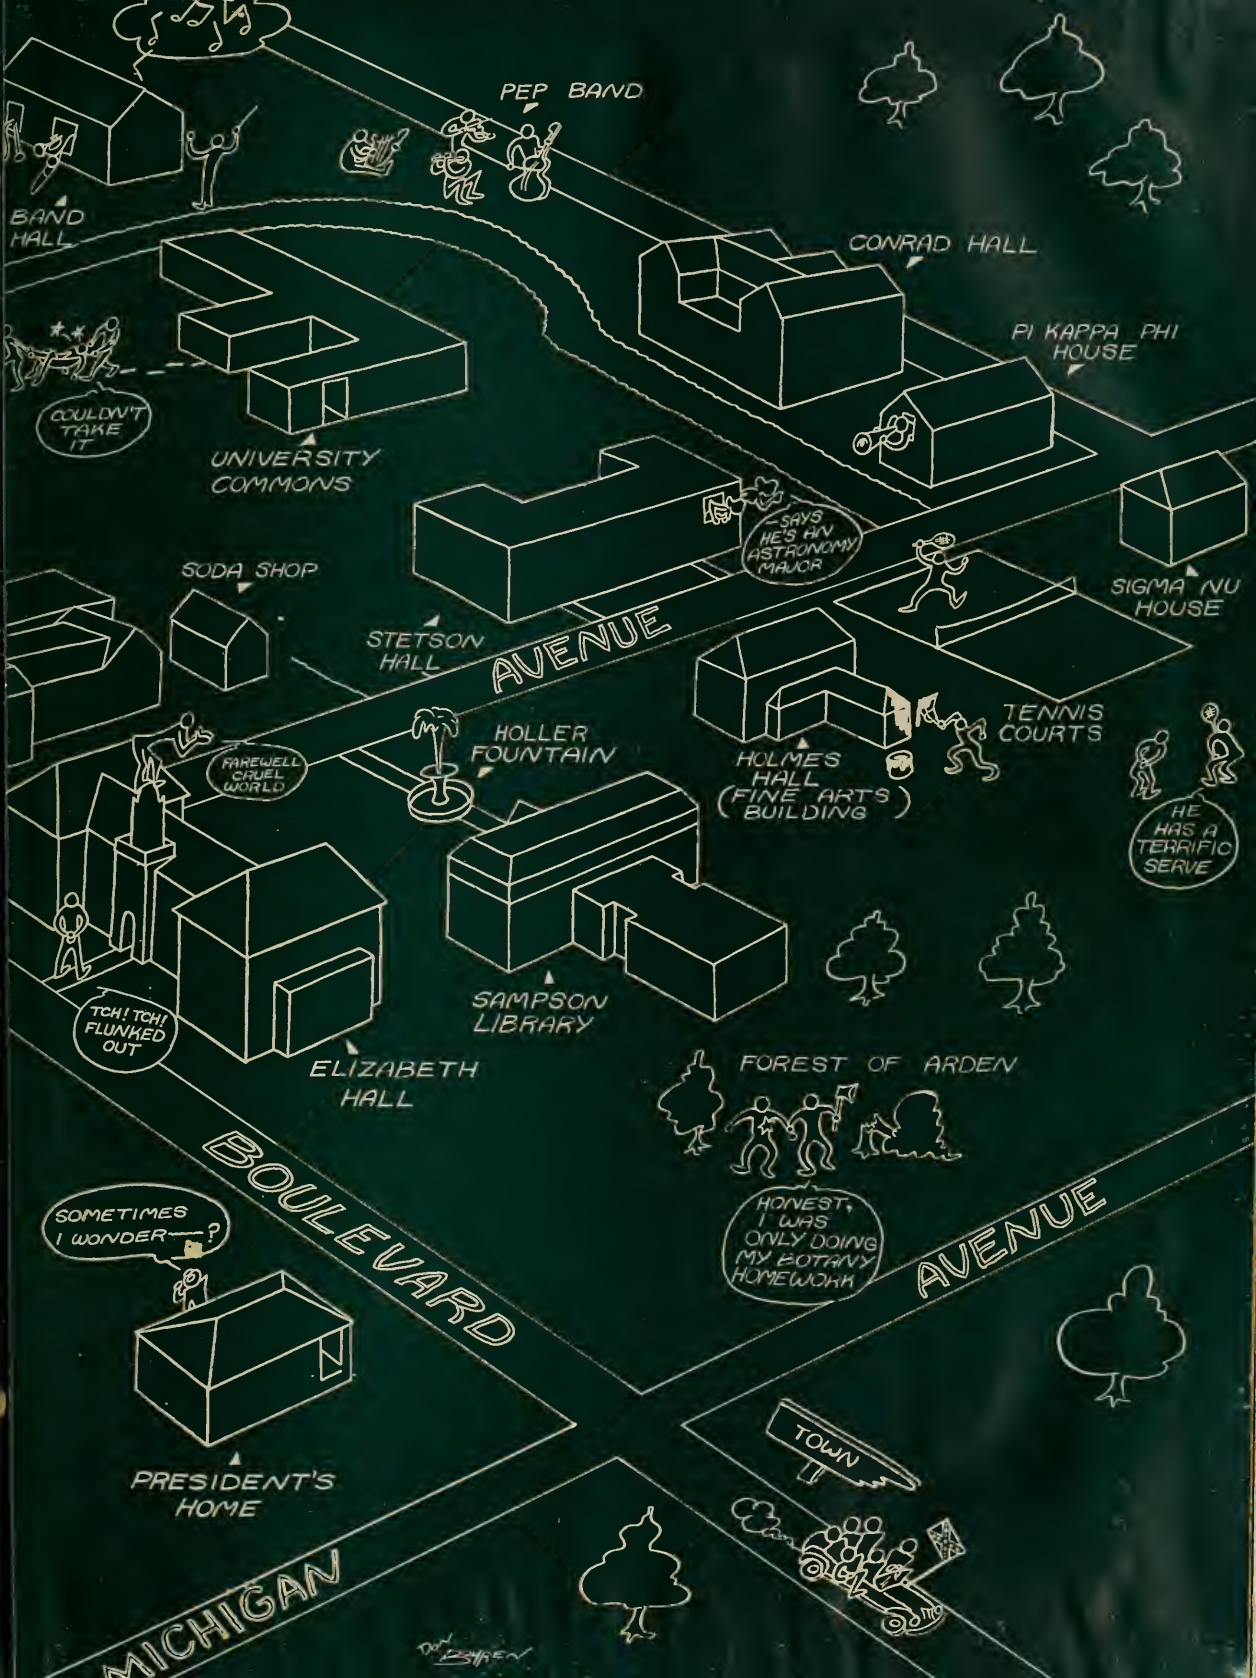 PEP BAND
BAND
HALL
CONRAD HALL
PI KAPPA PHI
HOUSE
COULDN'T
TAKE
IT
UNIVERSITY
COMMONS
—SAYS
HE'S AN
ASTRONOMY
MAJOR
SODA SHOP
SIGMA NU
HOUSE
STETSON
HALL
AVENUE
HOLLER
FOUNTAIN
TENNIS
COURTS
FAREWELL
CRUEL
WORLD
HOLMES
HALL
(FINE ARTS)
BUILDING
HE
HAS A
TERRIFIC
SERVE
SAMPSON
LIBRARY
TCH! TCH!
FLUNKED
OUT
ELIZABETH
HALL
FOREST OF ARDEN
BOULEVARD
HONEST,
I WAS
ONLY DOING
MY BOTANY
HOMEWORK
AVENUE
SOMETIMES
I WONDER—?
PRESIDENT'S
HOME
TOWN
MICHIGAN
DON